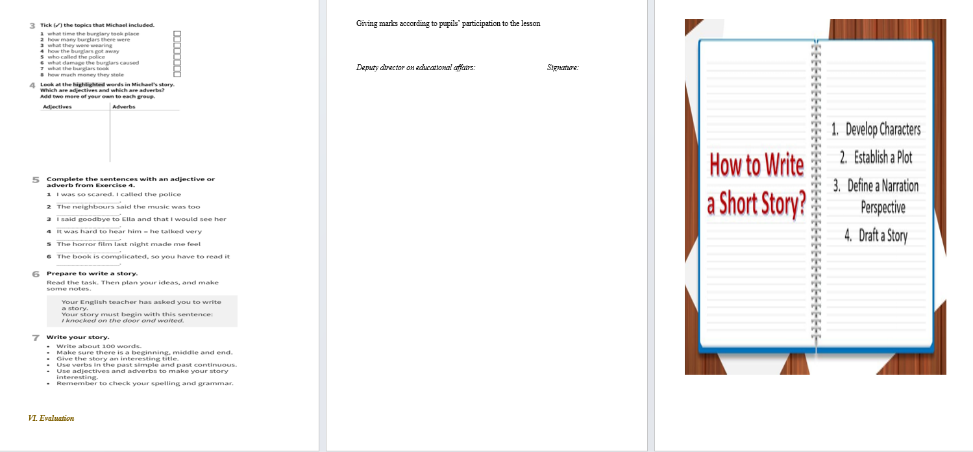 3 Tick (✓) the topics that Michael included.
1 what time the burglary took place
2 how many burglars there were
3 what they were wearing
4 how the burglars got away
5 who called the police
6 what damage the burglars caused
7 what the burglars took
8 how much money they stole
4 Look at the highlighted words in Michael's story.
Which are adjectives and which are adverbs?
Add two more of your own to each group.
Adjectives Adverbs
5 Complete the sentences with an adjective or
adverb from Exercise 4.
1 I was so scared. I called the police
____________.
2 The neighbours said the music was too
____________.
3 I said goodbye to Ella and that I would see her
____________.
4 It was hard to hear him – he talked very
____________.
5 The horror film last night made me feel
____________.
6 The book is complicated, so you have to read it
____________.
6 Prepare to write a story.
Read the task. Then plan your ideas, and make
some notes.
Your English teacher has asked you to write
a story.
Your story must begin with this sentence:
I knocked on the door and waited.
7 Write your story.
• Write about 100 words.
• Make sure there is a beginning, middle and end.
• Give the story an interesting title.
• Use verbs in the past simple and past continuous.
• Use adjectives and adverbs to make your story
interesting.
• Remember to check your spelling and grammar.
VI. Evaluation
Giving marks according to pupils' participation to the lesson
Deputy director on educational affairs: Signature:
How to Write
a Short Story?
1. Develop Characters
2. Establish a Plot
3. Define a Narration
Perspective
4. Draft a Story